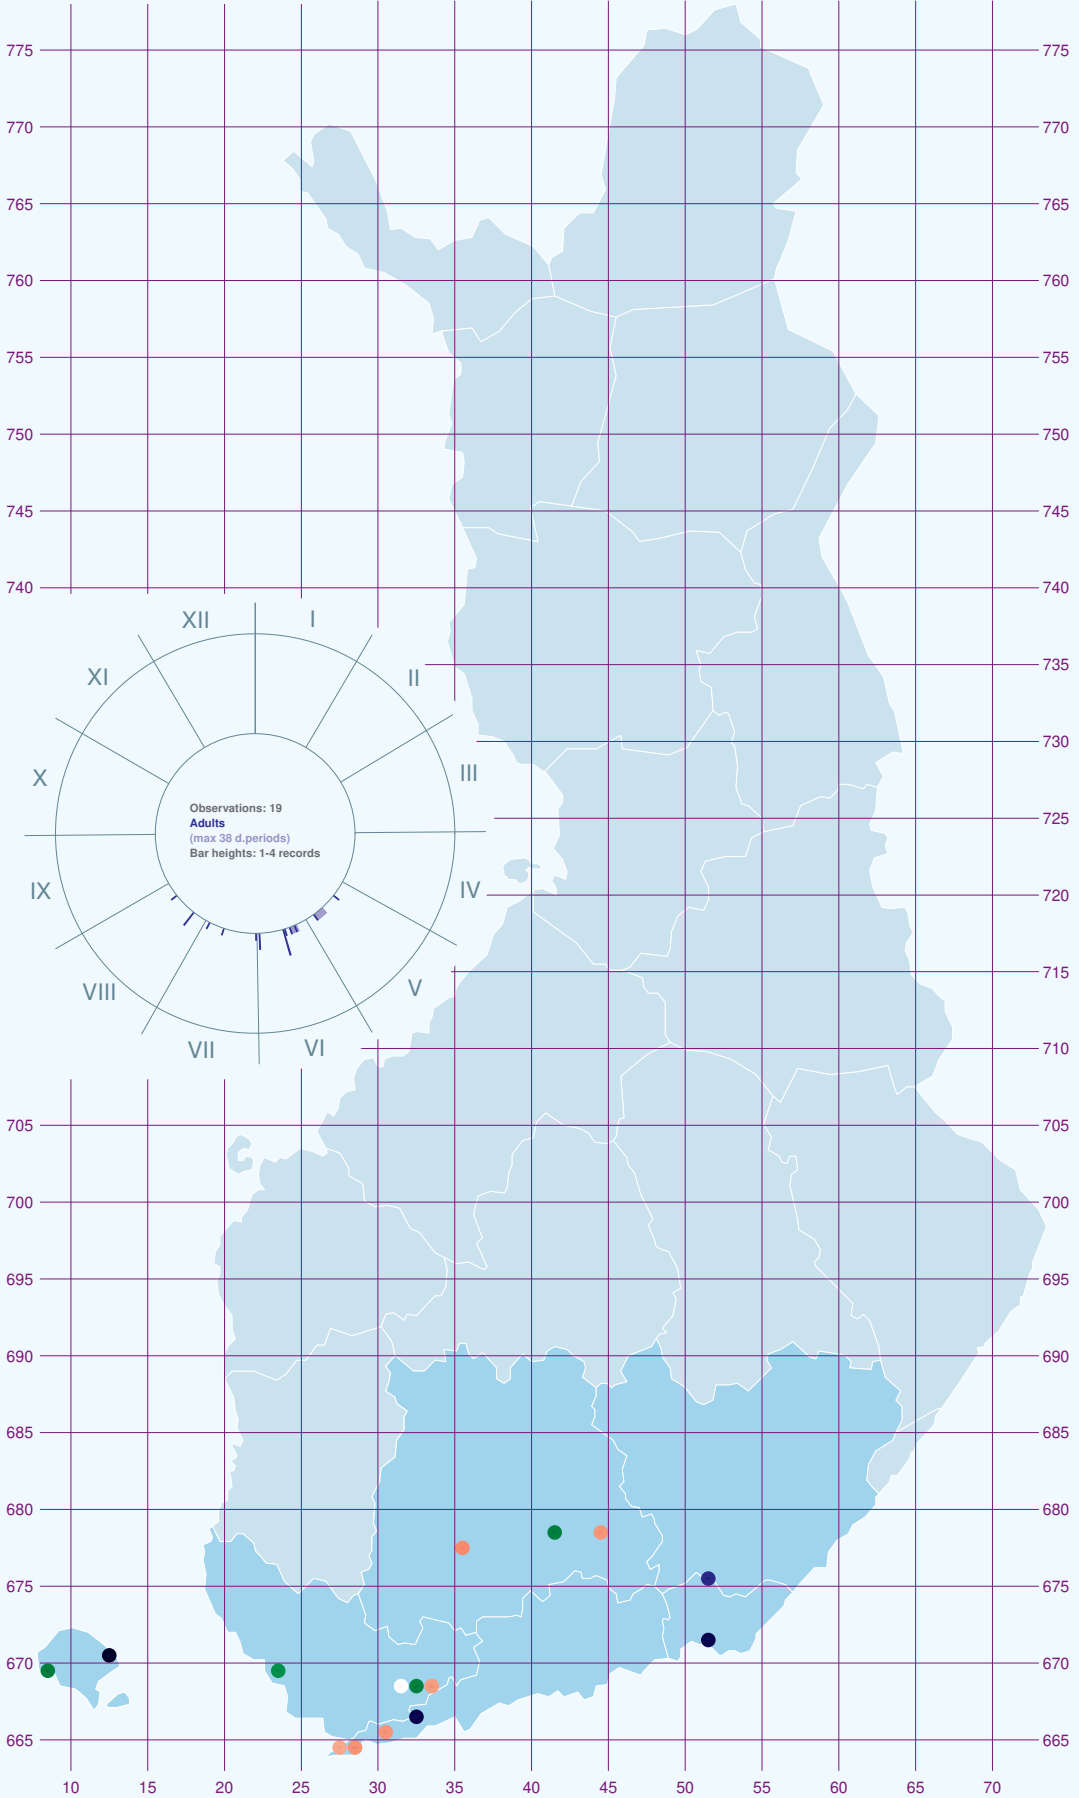 775 775
770 770
765 765
760 760
755 755
750 750
745 745
740 740
XII I
XI II
735
730
X III
Observations: 19
Adults
(max 38 d.periods)
Bar heights: 1-4 records
725
IX IV
720
VIII V
715
VII VI
710
705 705
700 700
695 695
690 690
685 685
680 680
675 675
670 670
665 665
10 15 20 25 30 35 40 45 50 55 60 65 70